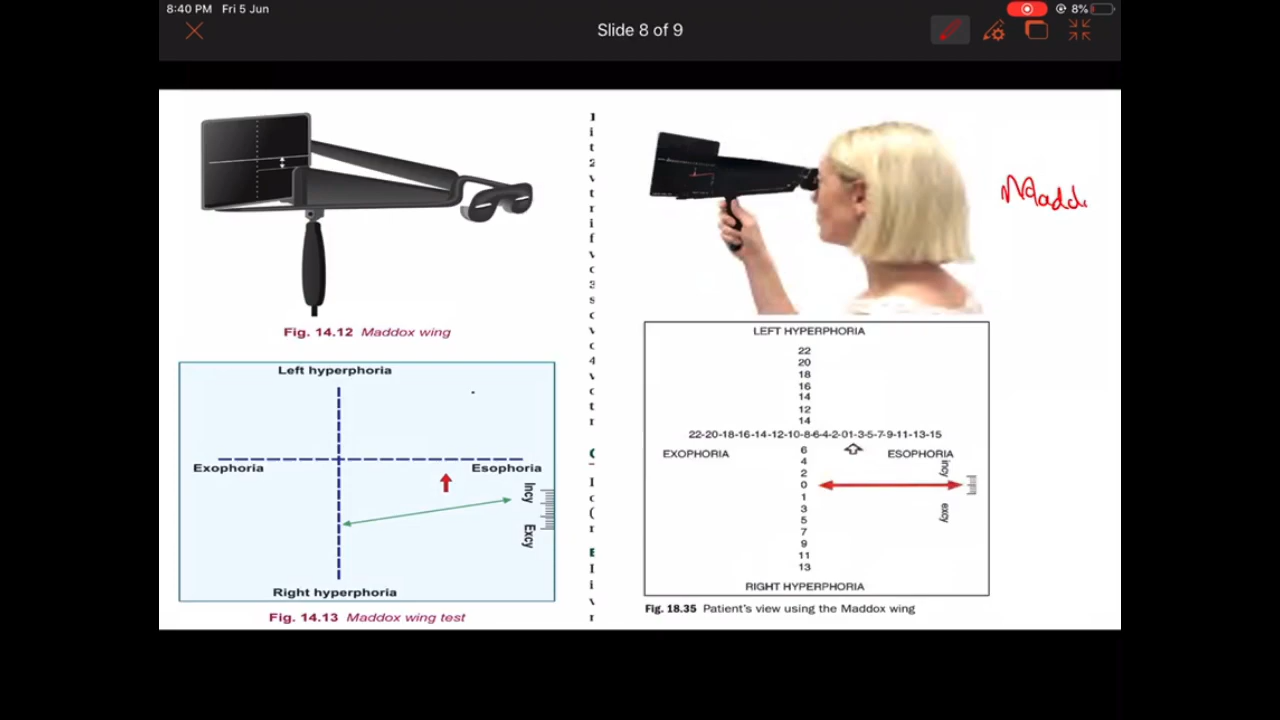 8:40 PM Fri 5 Jun
8%
Slide 8 of 9
Maddx
Fig. 14.12 Maddox wing
Left hyperphoria
Exophoria
Esophoria
Incy
Excy
Right hyperphoria
Fig. 14.13 Maddox wing test
LEFT HYPERPHORIA
22
20
18
16
14
12
14
22-20-18-16-14-12-10-8-6-4-2-01-3-5-7-9-11-13-15
EXOPHORIA
ESOPHORIA
6
4
2
0
1
3
5
7
9
11
13
incy
excy
RIGHT HYPERPHORIA
Fig. 18.35 Patient's view using the Maddox wing